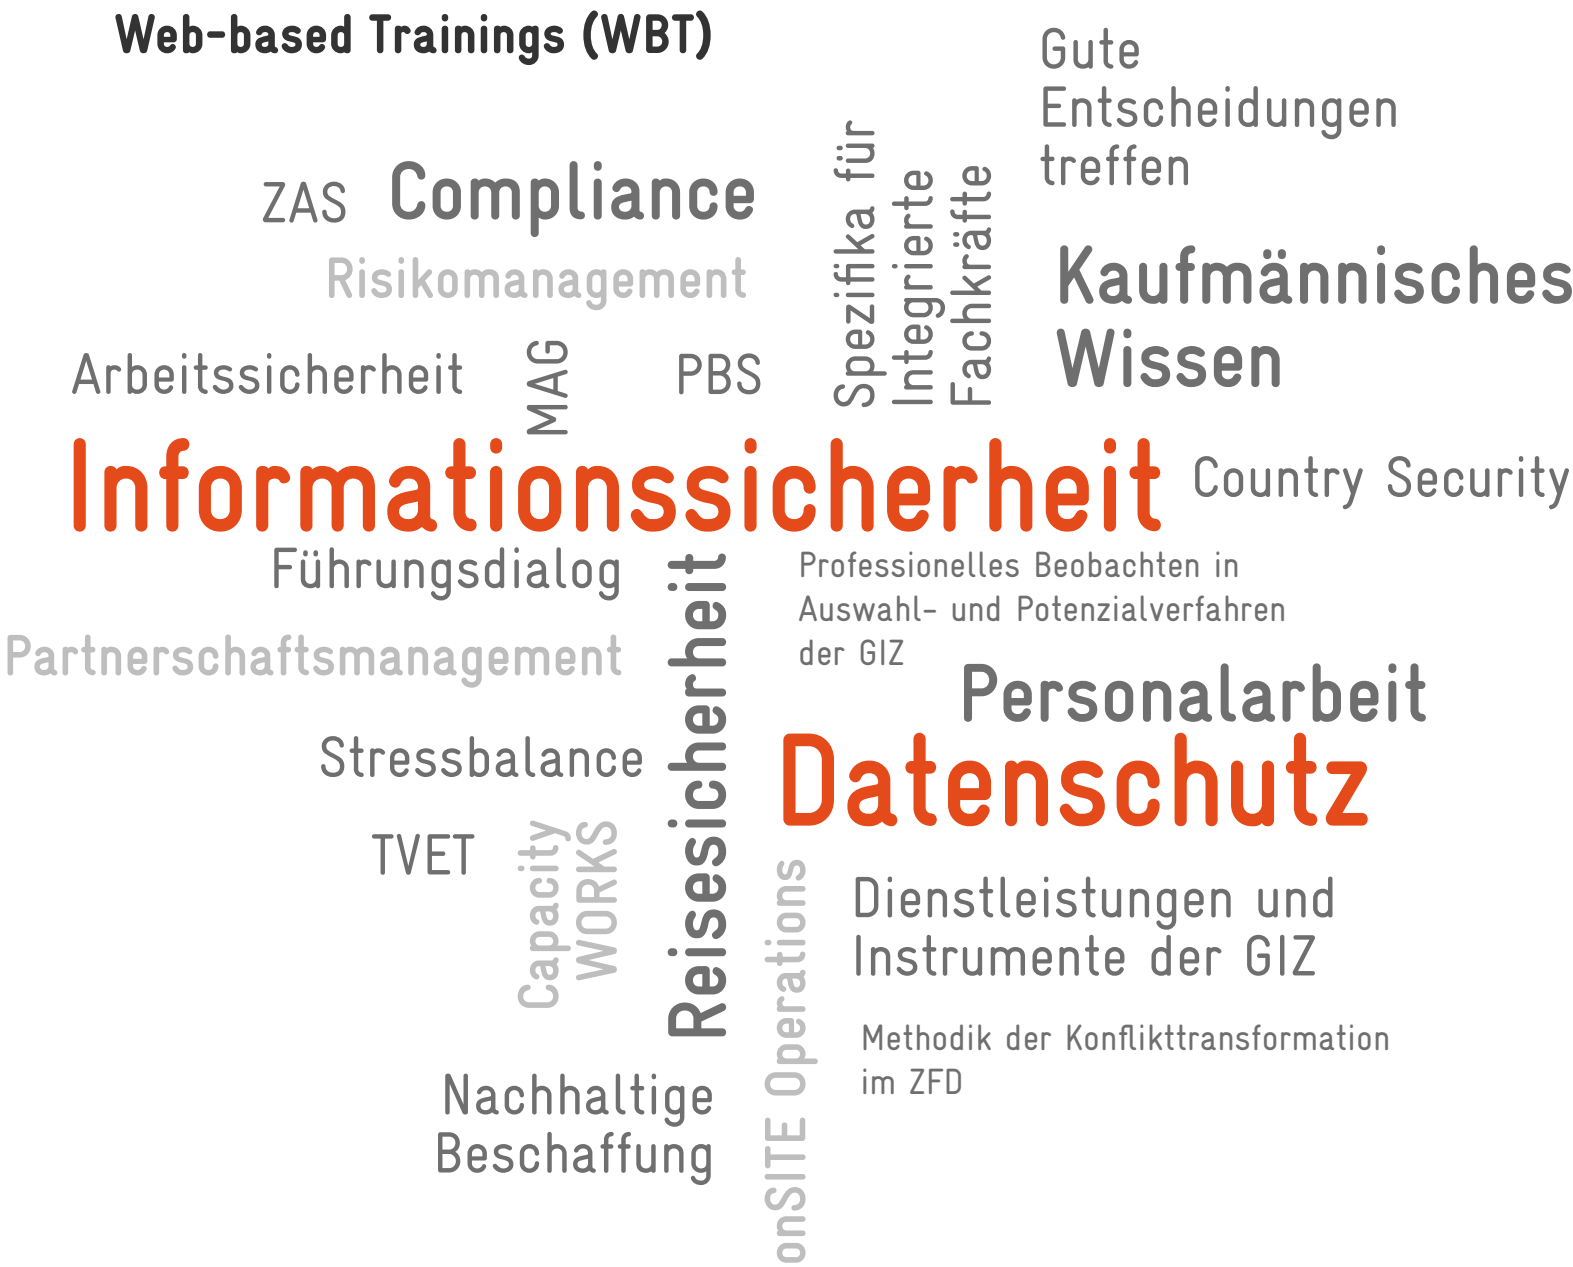 Web-based Trainings (WBT)
Gute
Entscheidungen
treffen
ZAS
Compliance
Risikomanagement
Spezifika für
Integrierte
Fachkräfte
Kaufmännisches
Wissen
Arbeitssicherheit
MAG
PBS
Informationssicherheit
Country Security
Führungsdialog
Reisesicherheit
Professionelles Beobachten in
Auswahl- und Potenzialverfahren
der GIZ
Partnerschaftsmanagement
Personalarbeit
Stressbalance
Datenschutz
TVET
Capacity
WORKS
onSITE Operations
Dienstleistungen und
Instrumente der GIZ
Methodik der Konflikttransformation
im ZFD
Nachhaltige
Beschaffung